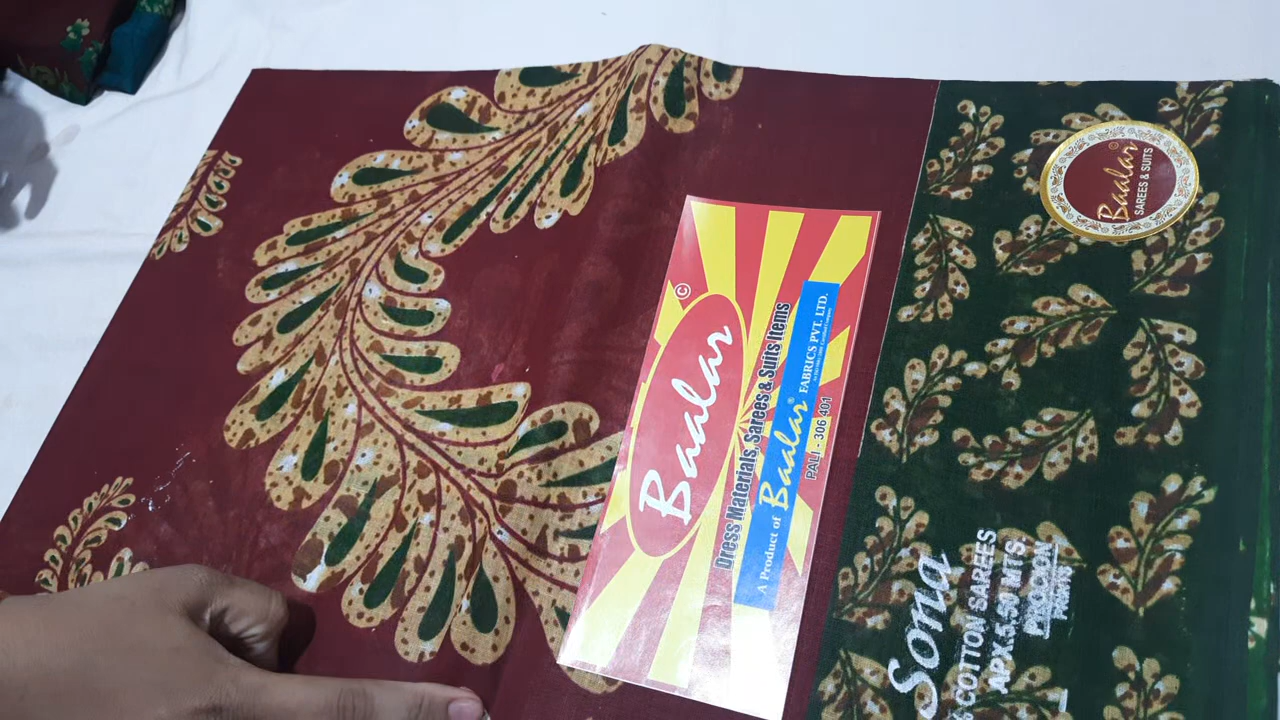 Baalar ©
SAREES & SUITS
©
Baalar
Dress Materials, Sarees & Suits Items
A Product of Baalar® FABRICS PVT. LTD.
PALI - 306 401
Sona
COTTON SAREES
APX.5.50 MTS.